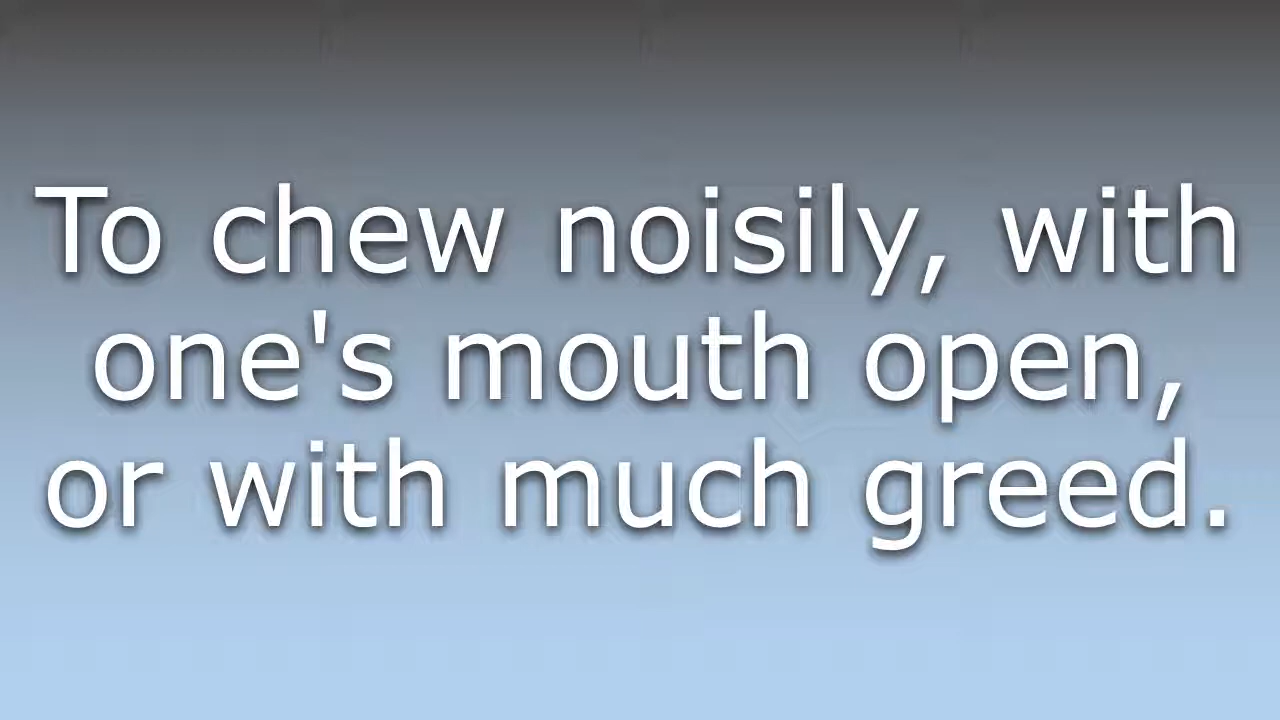 To chew noisily, with
one's mouth open,
or with much greed.